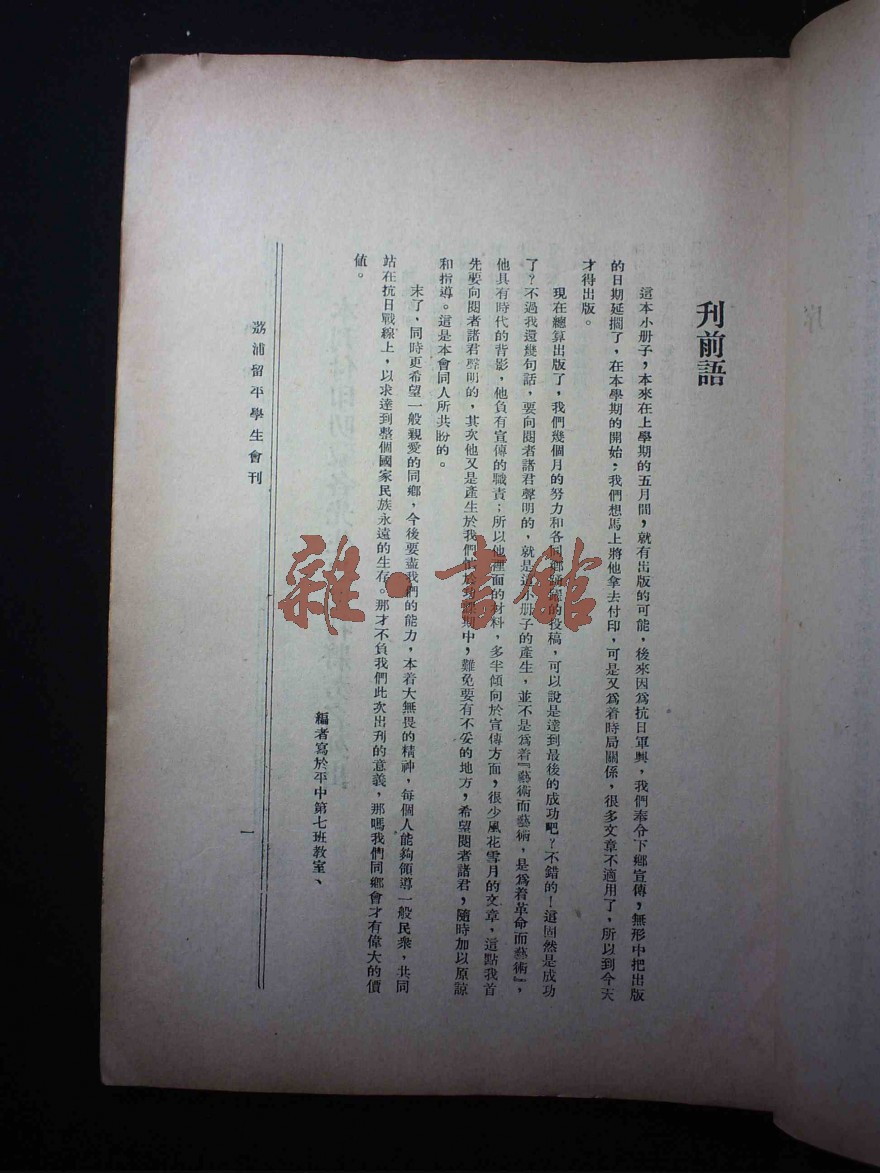 刋前語
這本小册子，本來在上學期的五月間，就有出版的可能，後來因爲抗日軍興，我們奉令下鄉宣傳，無形中把出版
的日期延擱了，在本學期的開始，我們想馬上將他拿去付印，可是又爲着時局關係，很多文章不適用了，所以到今天
才得出版。
現在總算出版了，我們幾個月的努力和各同鄉踴躍的投稿，可以說是達到最後的成功吧？不錯的！這固然是成功
了？不過我還幾句話，要向閱者諸君聲明的，就是這小册子的產生，並不是爲着『藝術而藝術，是爲着革命而藝術』，
他具有時代的背影，他負有宣傳的職責；所以他裡面的材料，多半傾向於宣傳方面，很少風花雪月的文章，這點我首
先要向閱者諸君聲明的，其次他又是產生於我們忙於功課期中，難免要有不妥的地方，希望閱者諸君，隨時加以原諒
和指導。這是本會同人所共盼的。
末了，同時更希望一般親愛的同鄉，今後要盡我們的能力，本着大無畏的精神，每個人能夠領導一般民衆，共同
站在抗日戰線上，以求達到整個國家民族永遠的生存。那才不負我們此次出刋的意義，那嗎我們同鄉會才有偉大的價
値。
編者寫於平中第七班教室、
荔浦留平學生會刊
一
雜·書館
序